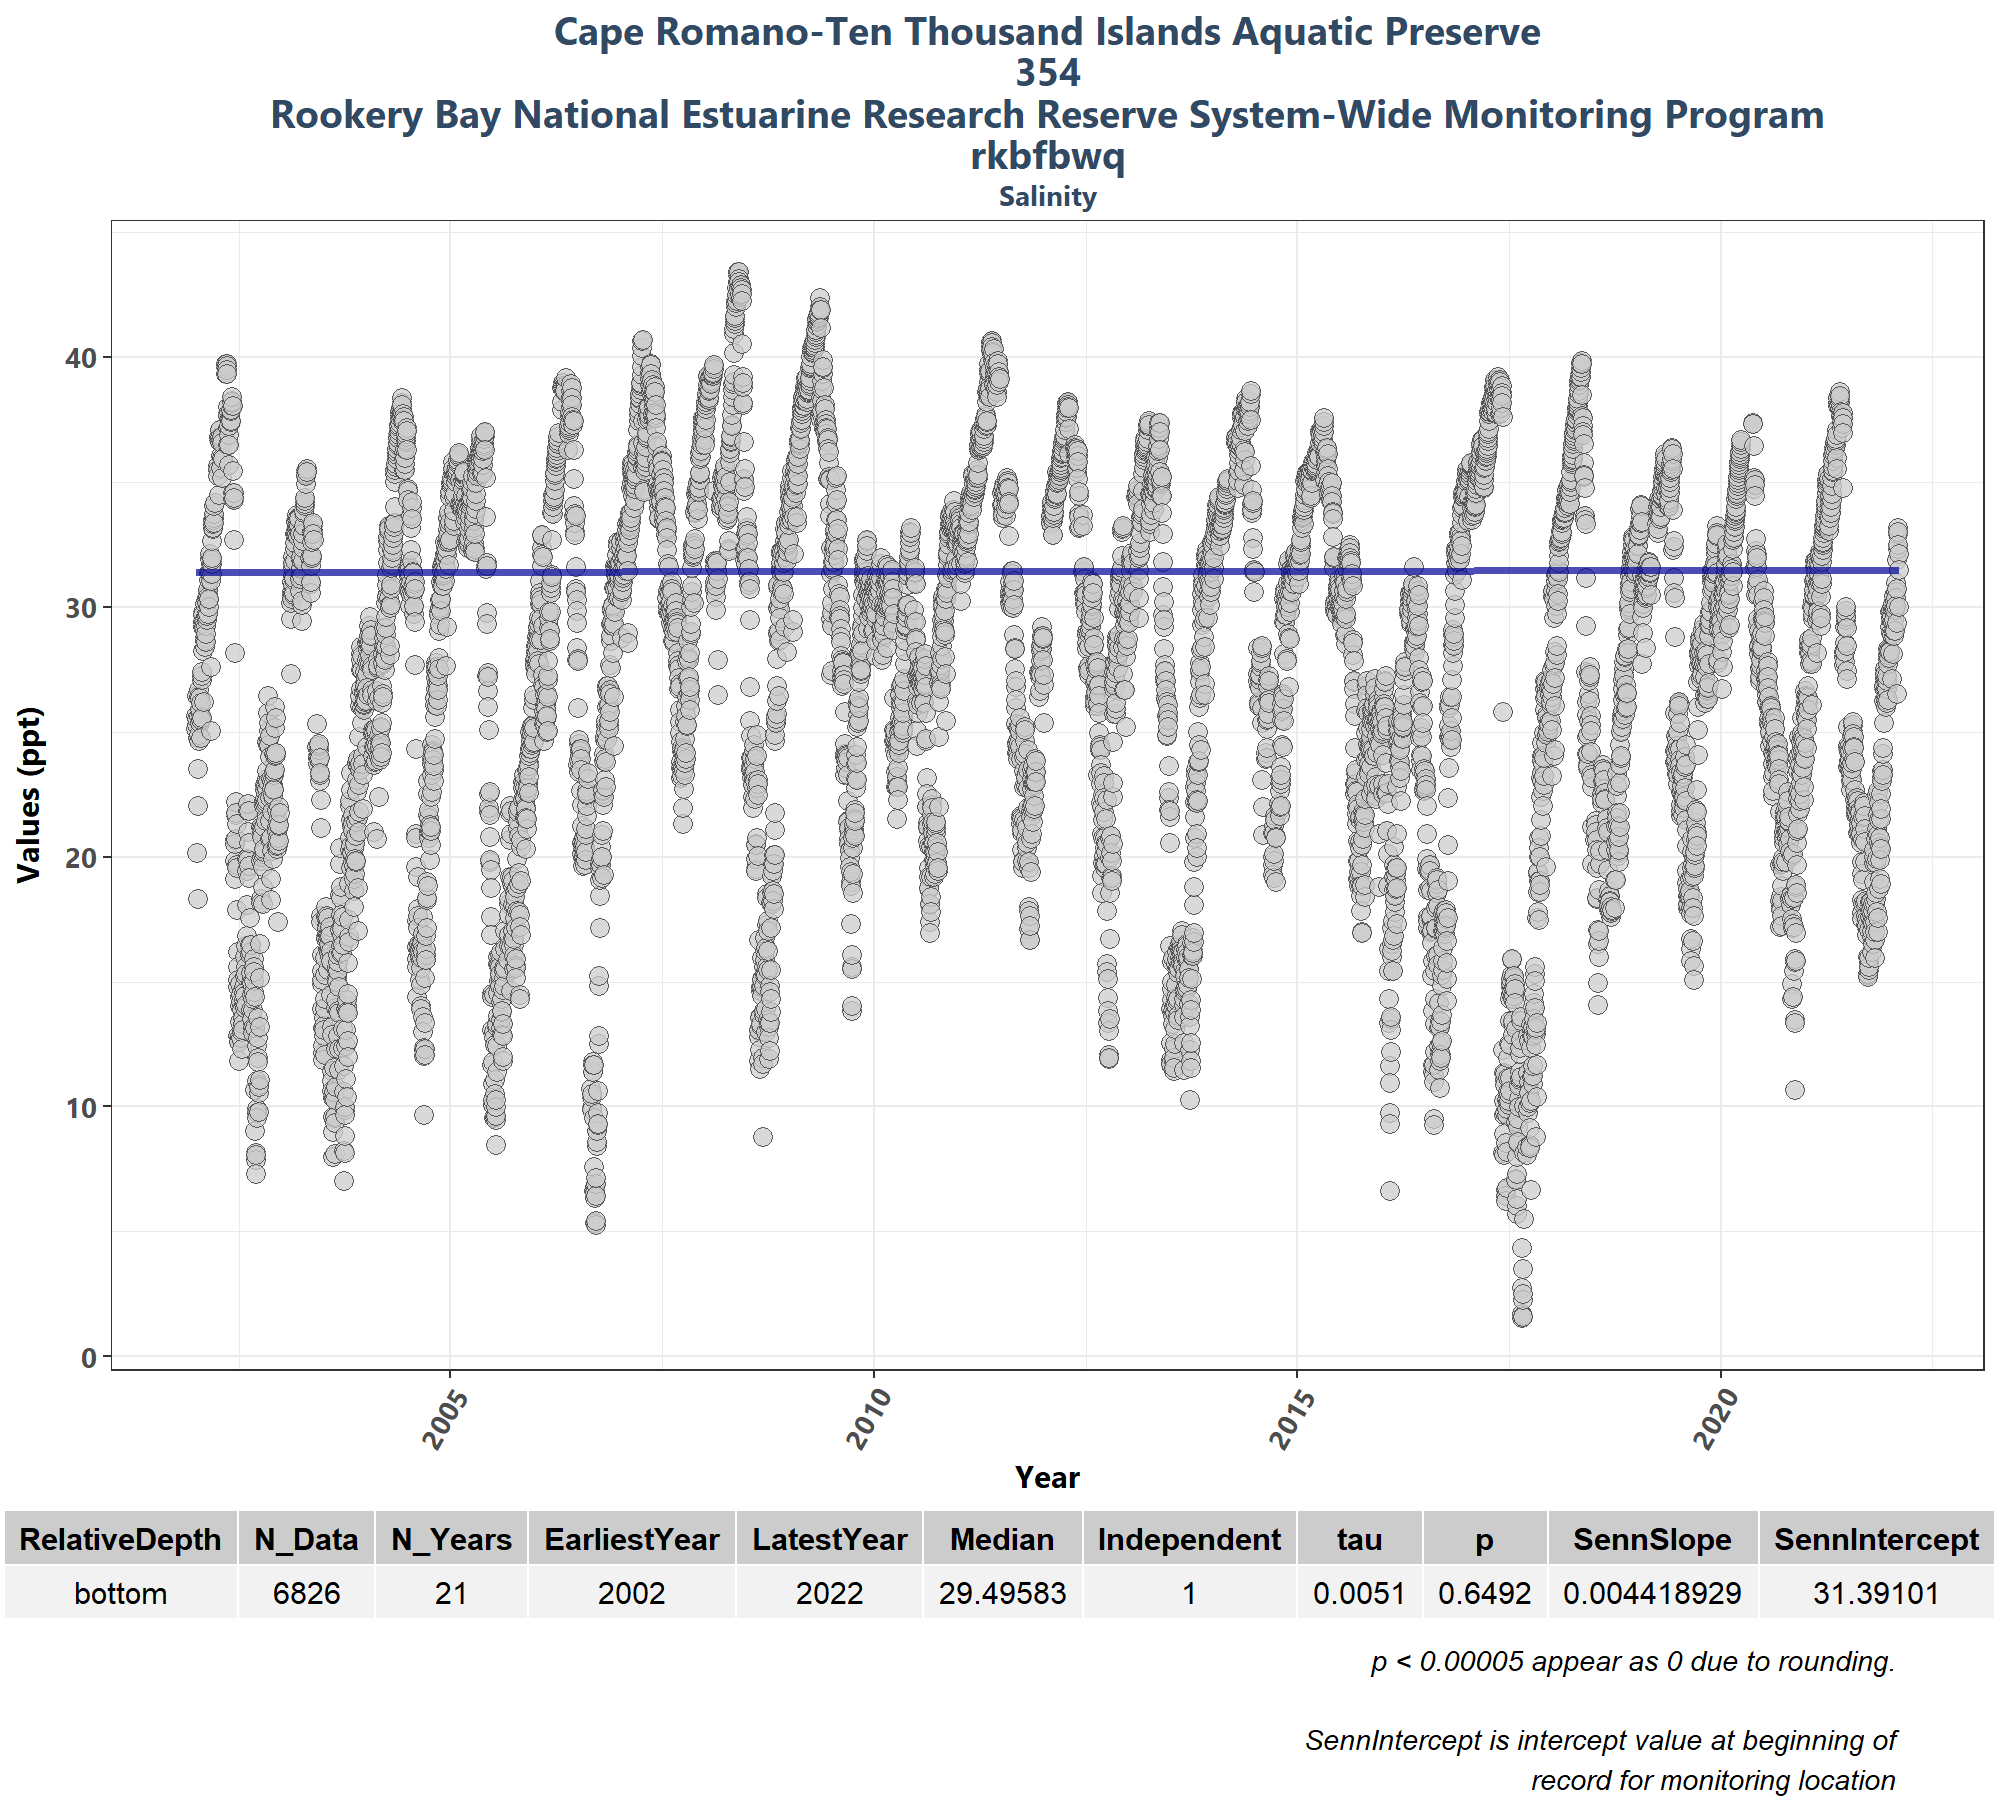 Cape Romano-Ten Thousand Islands Aquatic Preserve
354
Rookery Bay National Estuarine Research Reserve System-Wide Monitoring Program
rkbfbwq
Salinity
Values (ppt)
40
30
20
10
0
2005
2010
2015
2020
Year
RelativeDepth N_Data N_Years EarliestYear LatestYear Median Independent tau p SennSlope SennIntercept
bottom 6826 21 2002 2022 29.49583 1 0.0051 0.6492 0.004418929 31.39101
p < 0.00005 appear as 0 due to rounding.
SennIntercept is intercept value at beginning of
record for monitoring location